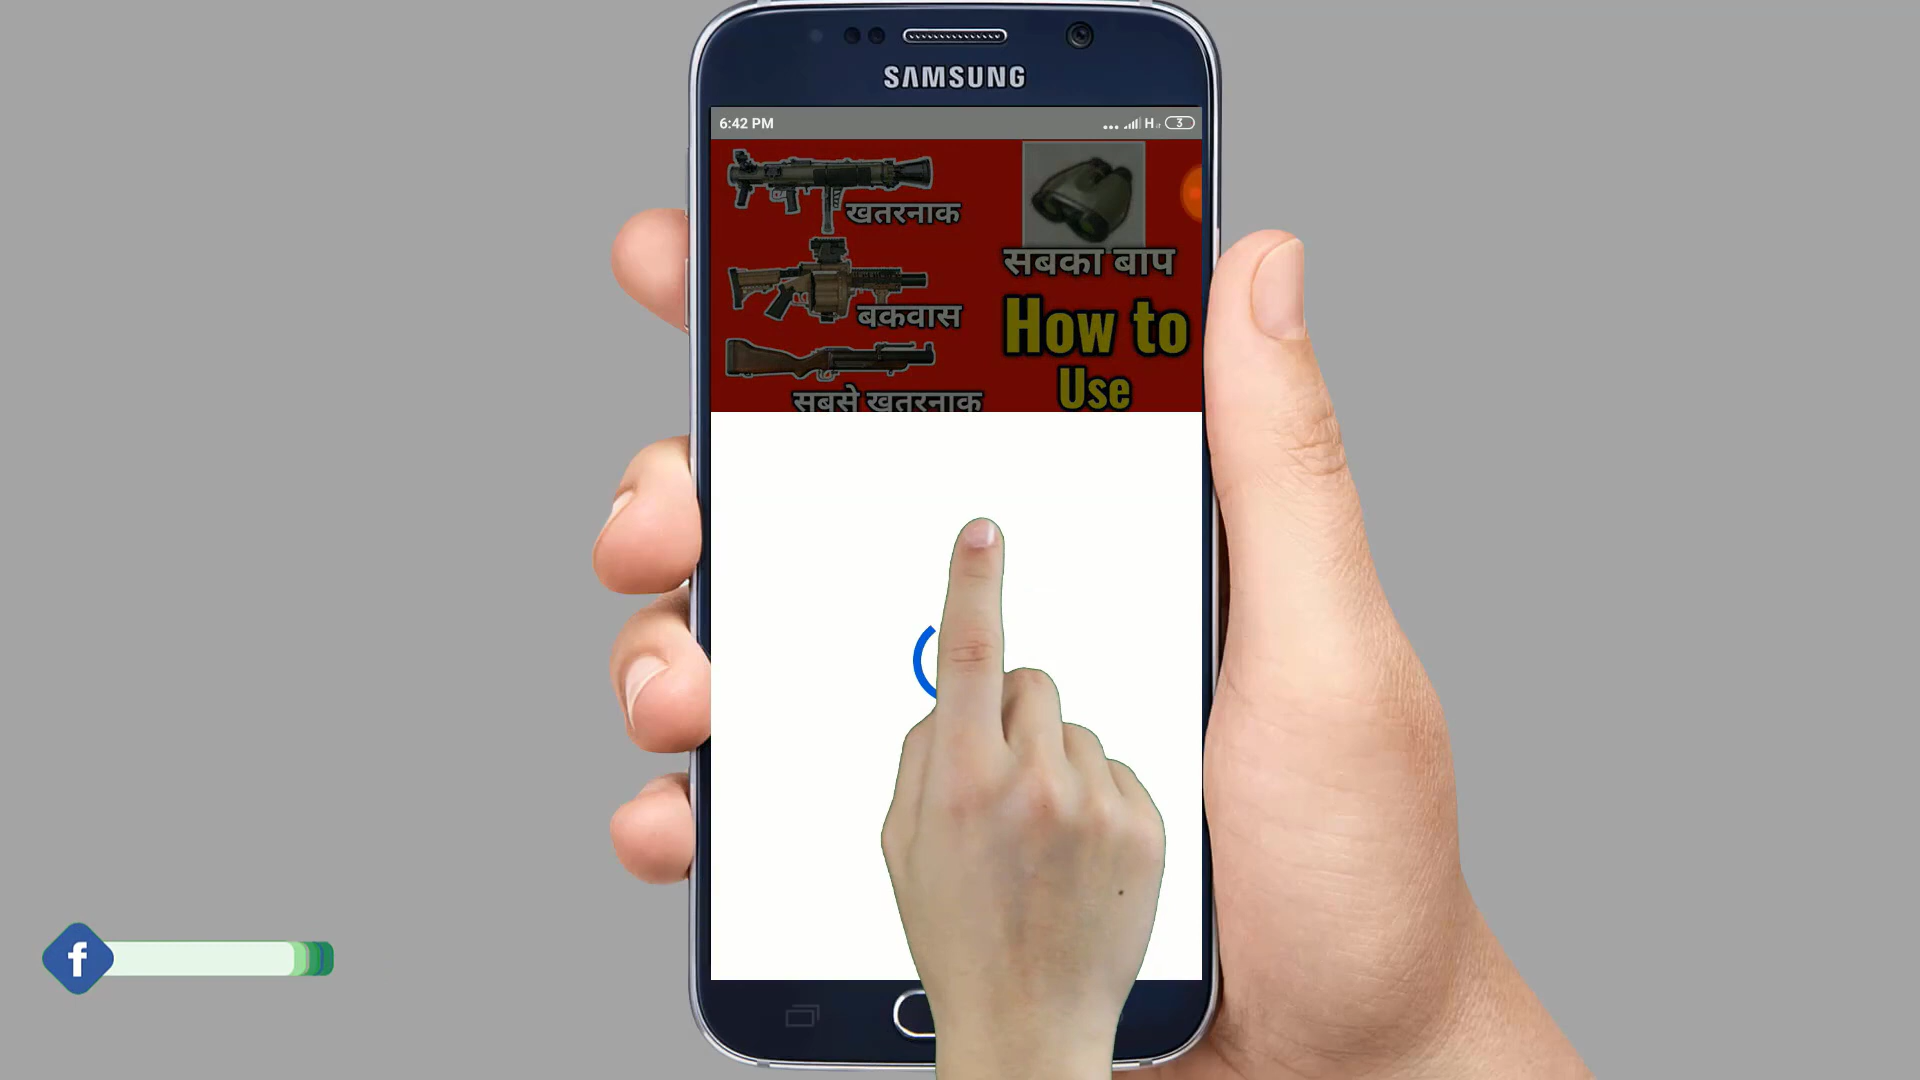 SAMSUNG
6:42 PM
H
3
खतरनाक
बकवास
सबसे खतरनाक
सबका बाप
How to
Use
f